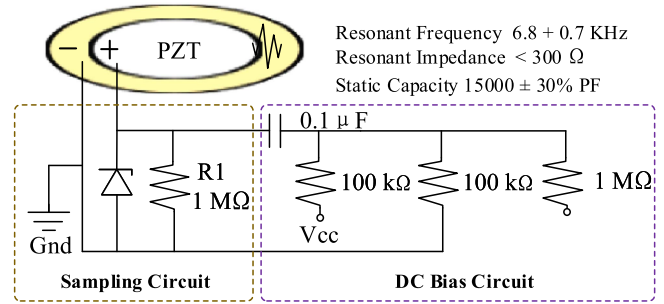 − + PZT
Resonant Frequency 6.8 + 0.7 KHz
Resonant Impedance < 300 Ω
Static Capacity 15000 ± 30% PF
0.1 μ F
R1
1 MΩ
100 kΩ
100 kΩ
1 MΩ
Vcc
Gnd
Sampling Circuit
DC Bias Circuit